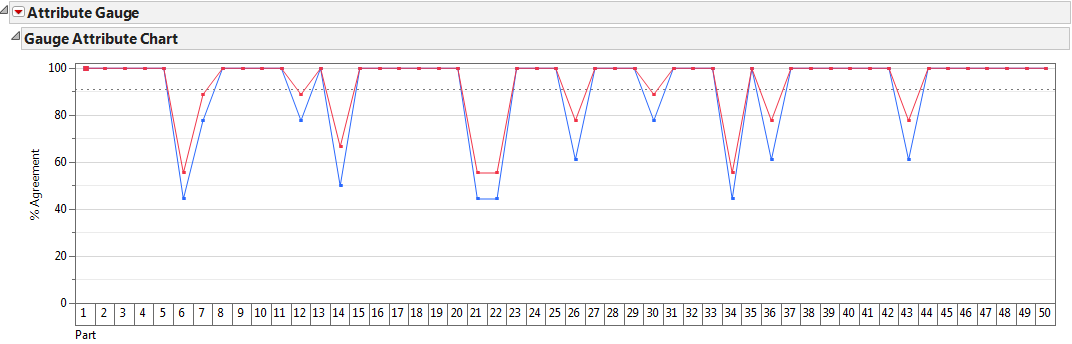 Attribute Gauge
Gauge Attribute Chart
100
80
60
40
20
0
% Agreement
1 2 3 4 5 6 7 8 9 10 11 12 13 14 15 16 17 18 19 20 21 22 23 24 25 26 27 28 29 30 31 32 33 34 35 36 37 38 39 40 41 42 43 44 45 46 47 48 49 50
Part